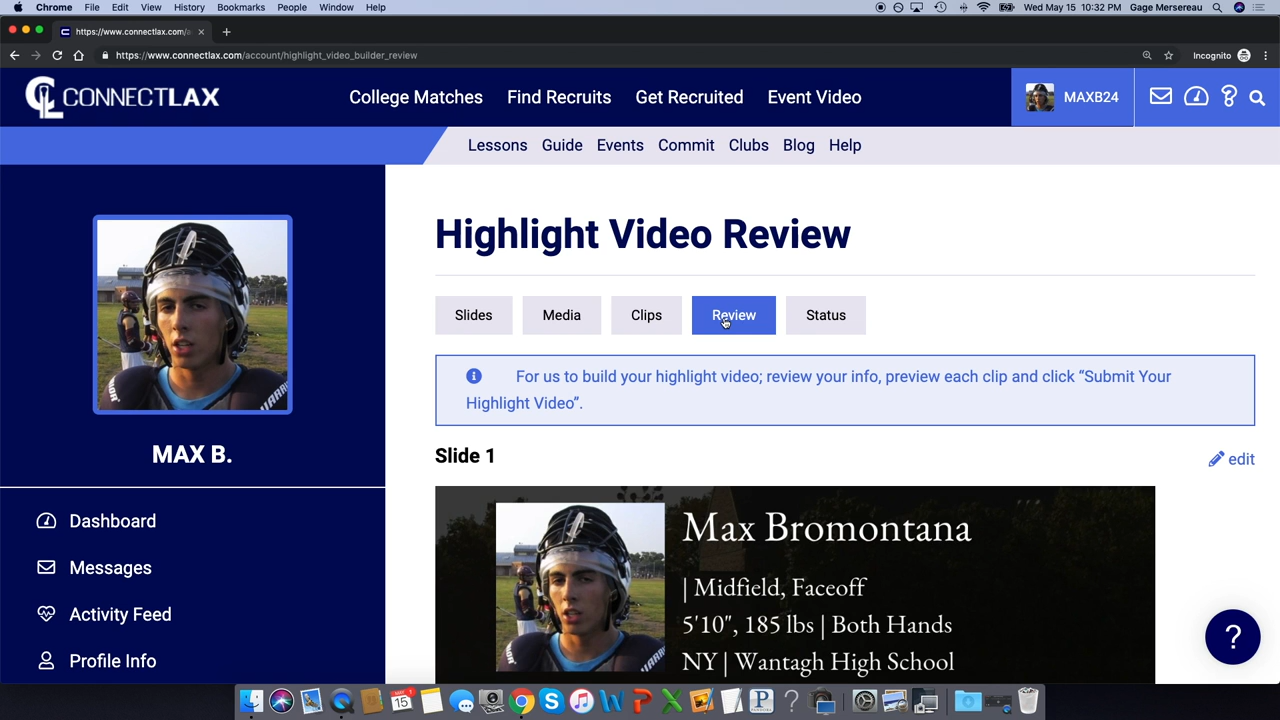 Chrome File Edit View History Bookmarks People Window Help
Wed May 15 10:32 PM Gage Mersereau
https://www.connectlax.com/a
https://www.connectlax.com/account/highlight_video_builder_review
Incognito
CONNECTLAX
College Matches Find Recruits Get Recruited Event Video
MAXB24
Lessons Guide Events Commit Clubs Blog Help
MAX B.
Dashboard
Messages
Activity Feed
Profile Info
Highlight Video Review
Slides Media Clips Review Status
For us to build your highlight video; review your info, preview each clip and click “Submit Your
Highlight Video”.
Slide 1
edit
Max Bromontana
| Midfield, Faceoff
5'10", 185 lbs | Both Hands
NY | Wantagh High School
?